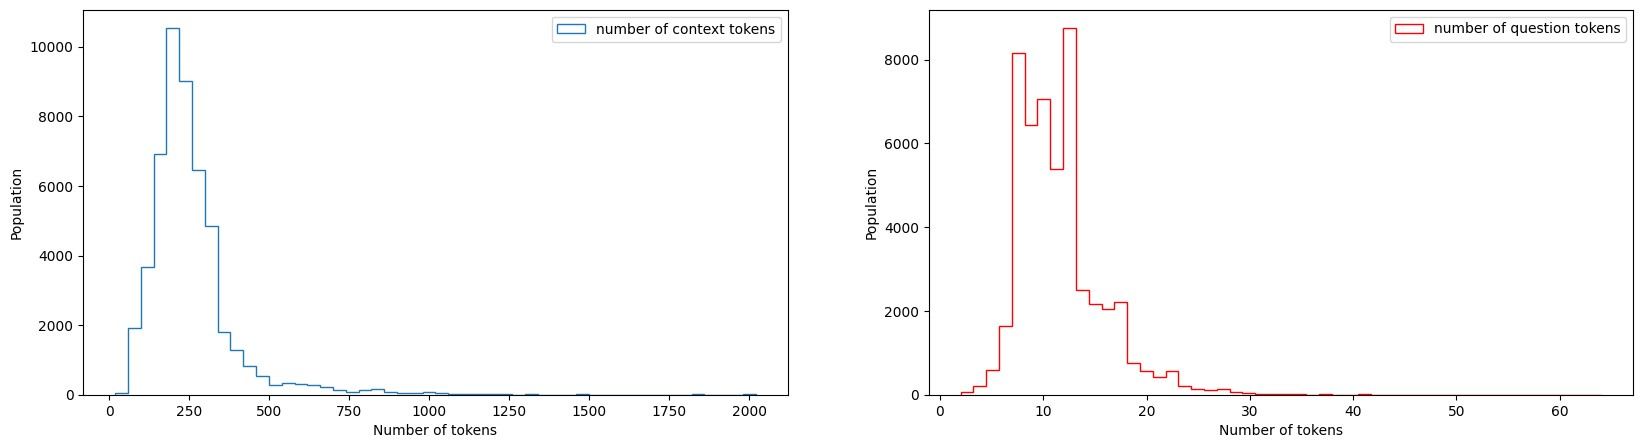 number of context tokens
10000
8000
6000
4000
2000
0
Population
0 250 500 750 1000 1250 1500 1750 2000
Number of tokens
number of question tokens
8000
6000
4000
2000
0
Population
0 10 20 30 40 50 60
Number of tokens